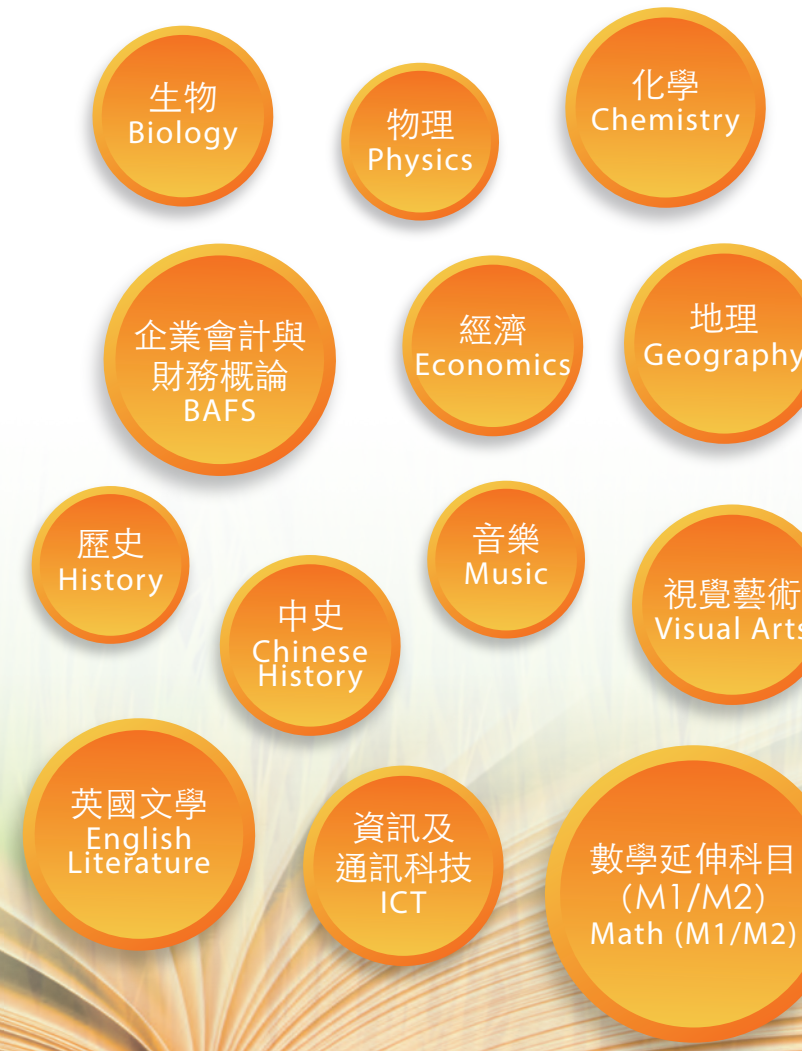 生物
Biology
物理
Physics
化學
Chemistry
企業會計與
財務概論
BAFS
經濟
Economics
地理
Geography
歷史
History
中史
Chinese
History
音樂
Music
視覺藝術
Visual Arts
英國文學
English
Literature
資訊及
通訊科技
ICT
數學延伸科目
(M1/M2)
Math (M1/M2)